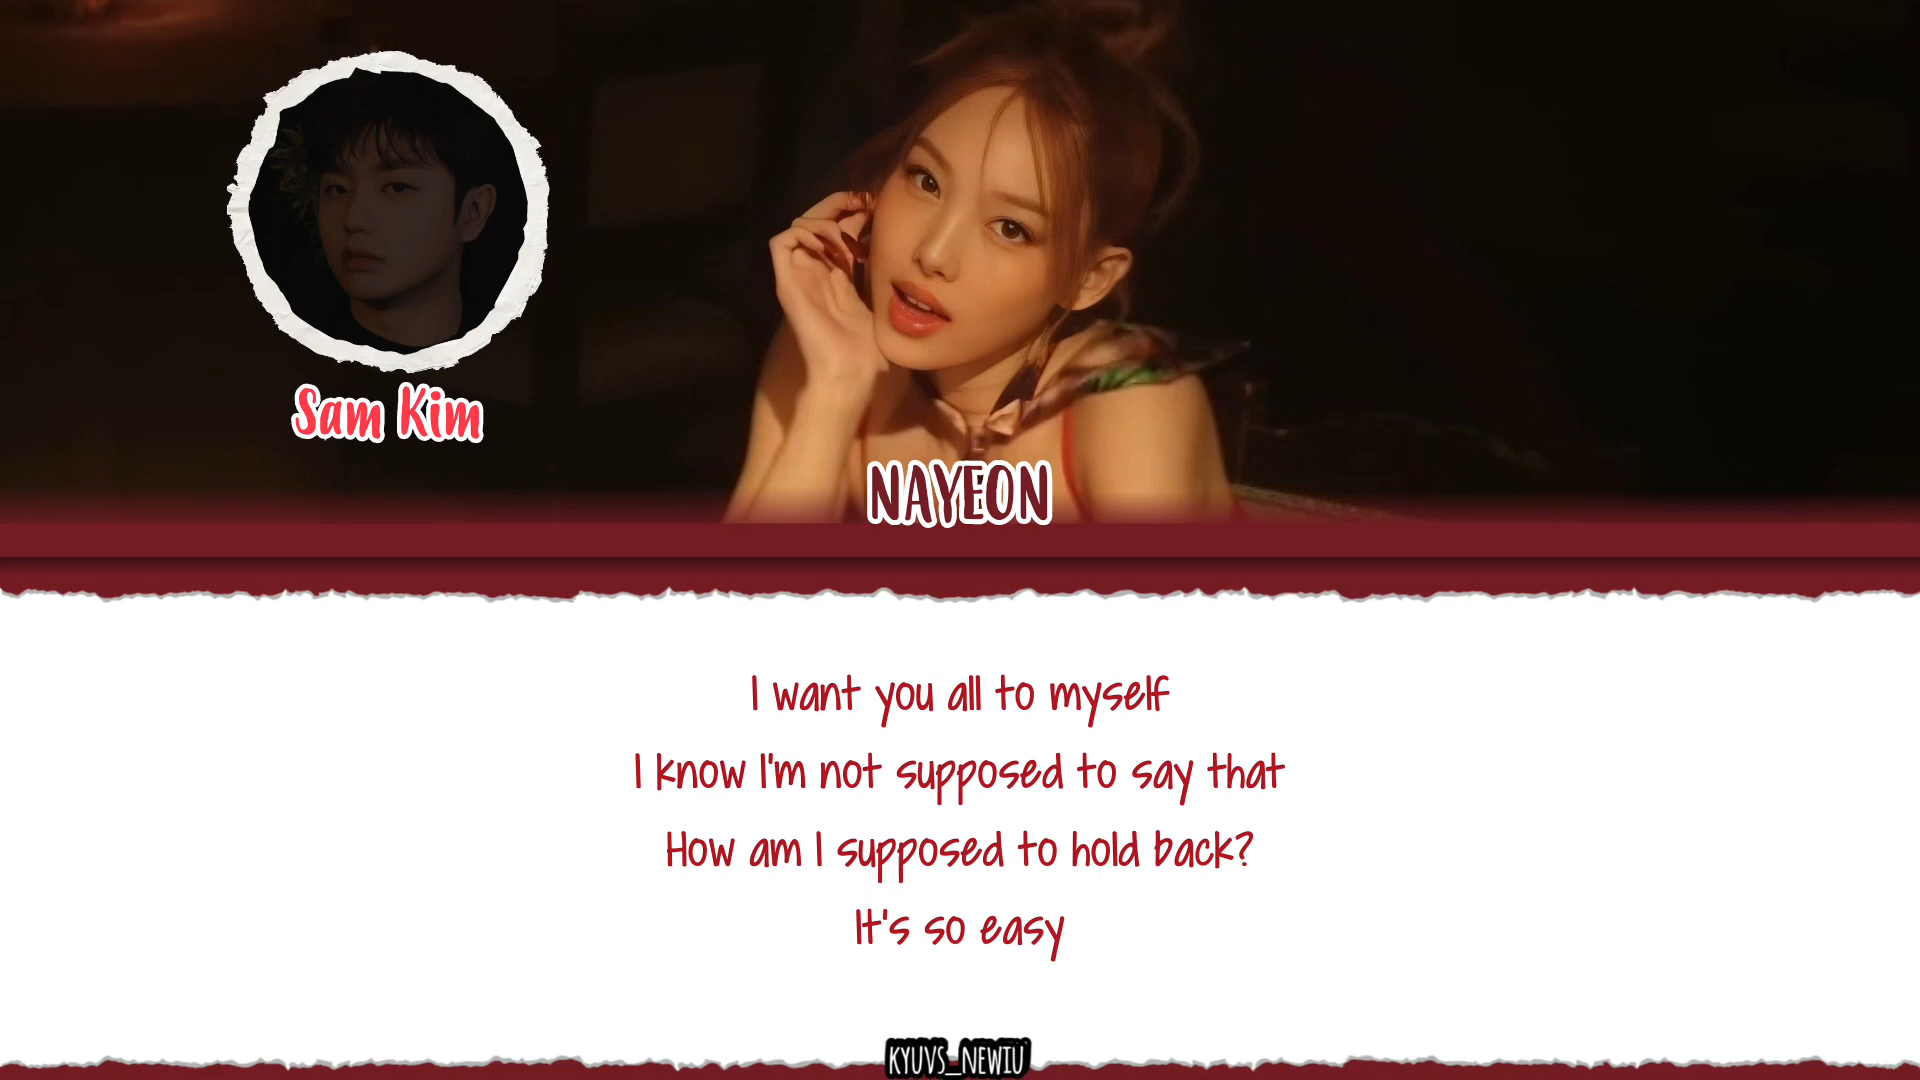 Sam Kim
NAYEON
I want you all to myself
I know I'm not supposed to say that
How am I supposed to hold back?
It's so easy
KYUVS_NEWIU